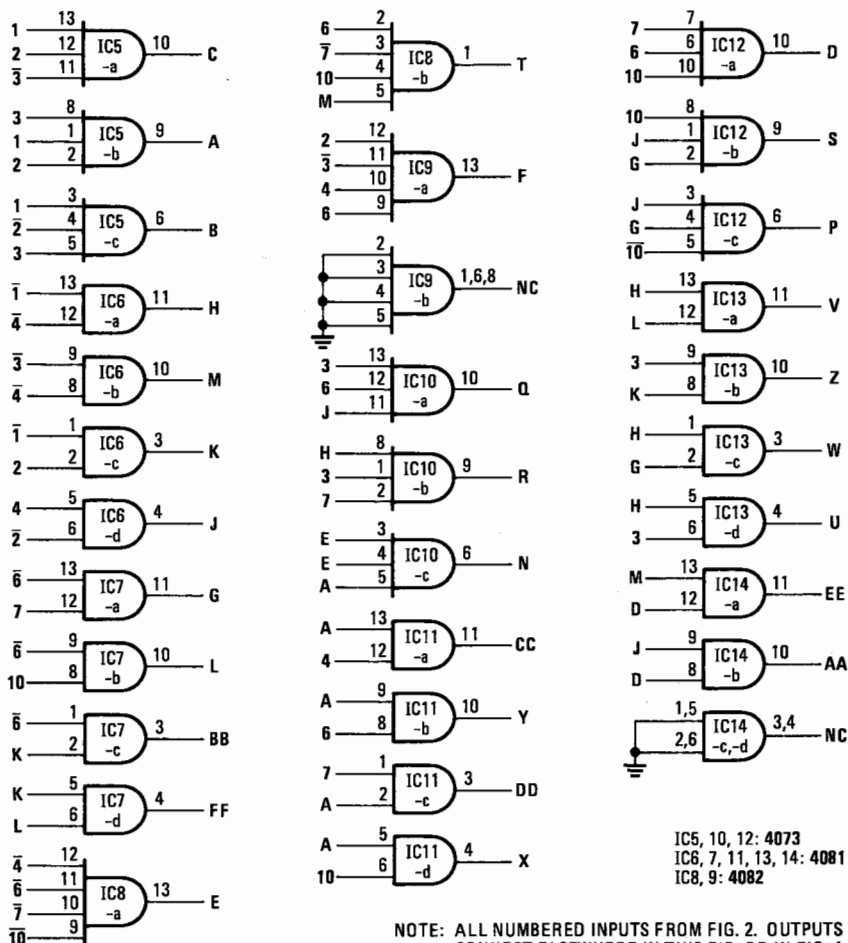 1 13
2 12 IC5 -a 10 C
3̅ 11
3 8
1 1 IC5 -b 9 A
2 2
1 3
2̅ 4 IC5 -c 6 B
3 5
1̅ 13 IC6 -a 11 H
4̅ 12
3̅ 9 IC6 -b 10 M
4̅ 8
1̅ 1 IC6 -c 3 K
2 2
4 5 IC6 -d 4 J
2̅ 6
6̅ 13 IC7 -a 11 G
7 12
6̅ 9 IC7 -b 10 L
10 8
6̅ 1 IC7 -c 3 BB
K 2
K 5 IC7 -d 4 FF
L 6
4̅ 12
6̅ 11 IC8 -a 13 E
7̅ 10
1̅0̅ 9
6 2
7̅ 3 IC8 -b 1 T
10 4
M 5
2 12
3̅ 11 IC9 -a 13 F
4 10
6 9
2
3 IC9 -b 1,6,8 NC
4
5
3 13
6 12 IC10 -a 10 Q
J 11
H 8
3 1 IC10 -b 9 R
7 2
E 3
E 4 IC10 -c 6 N
A 5
A 13 IC11 -a 11 CC
4 12
A 9 IC11 -b 10 Y
6 8
7 1 IC11 -c 3 DD
A 2
A 5 IC11 -d 4 X
10 6
7 7
6 6 IC12 -a 10 D
10 10
10 8
J 1 IC12 -b 9 S
G 2
J 3
G 4 IC12 -c 6 P
1̅0̅ 5
H 13 IC13 -a 11 V
L 12
3 9 IC13 -b 10 Z
K 8
H 1 IC13 -c 3 W
G 2
H 5 IC13 -d 4 U
3 6
M 13 IC14 -a 11 EE
D 12
J 9 IC14 -b 10 AA
D 8
1,5 IC14 -c,-d 3,4 NC
2,6
IC5, 10, 12: 4073
IC6, 7, 11, 13, 14: 4081
IC8, 9: 4082
NOTE: ALL NUMBERED INPUTS FROM FIG. 2. OUTPUTS